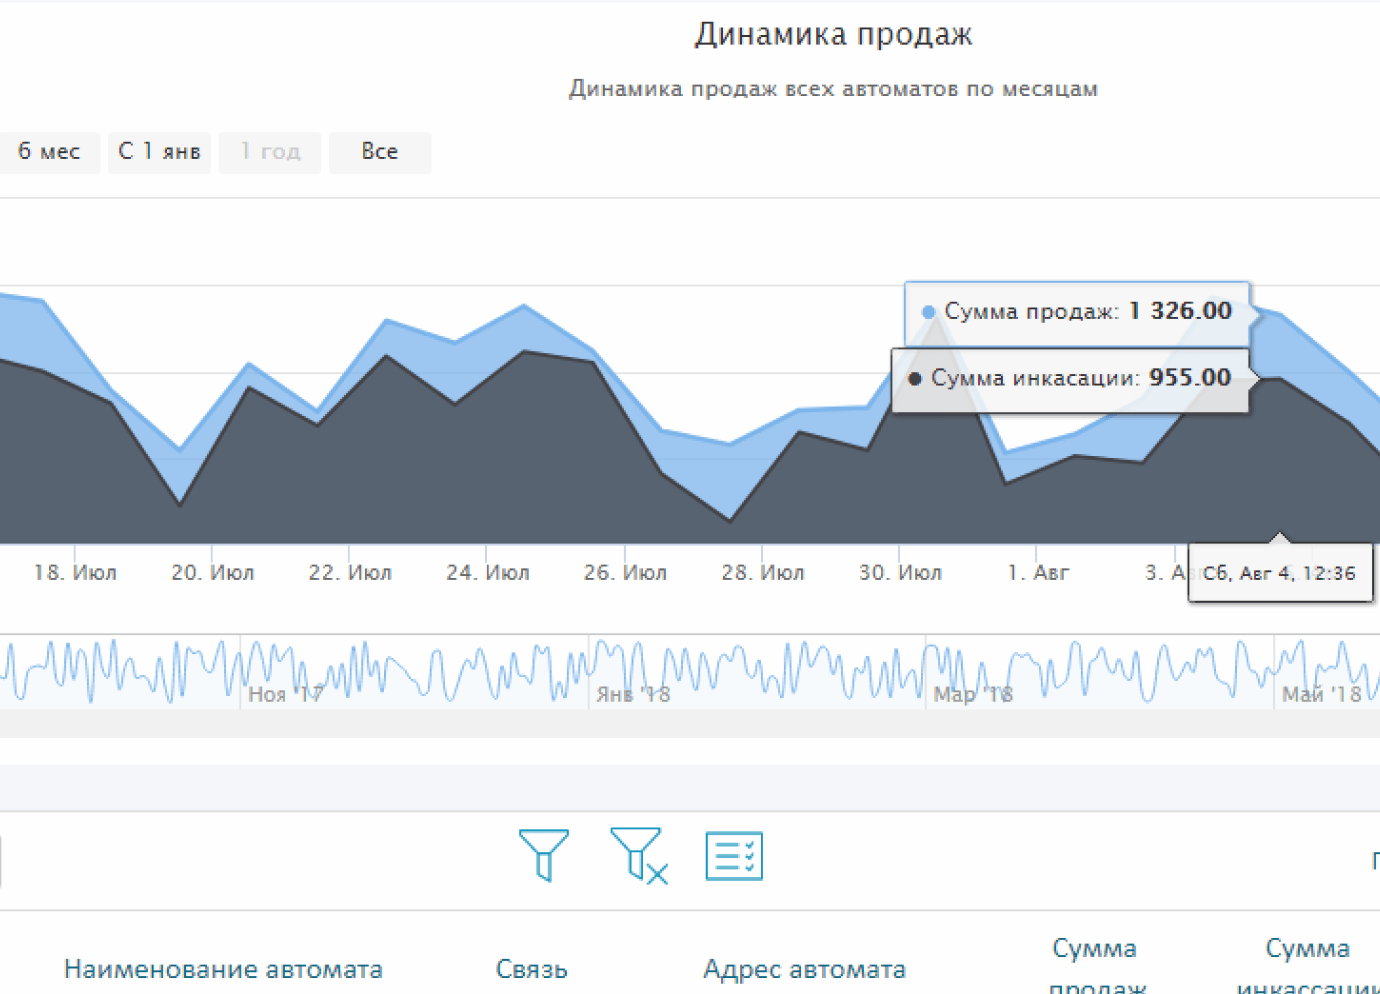 Динамика продаж
Динамика продаж всех автоматов по месяцам
6 мес С 1 янв 1 год Все
Сумма продаж: 1 326.00
Сумма инкасации: 955.00
18. Июл 20. Июл 22. Июл 24. Июл 26. Июл 28. Июл 30. Июл 1. Авг 3. Сб, Авг 4, 12:36
Ноя '17 Янв '18 Мар '18 Май '18
Сумма Сумма
Наименование автомата Связь Адрес автомата
продаж инкассации